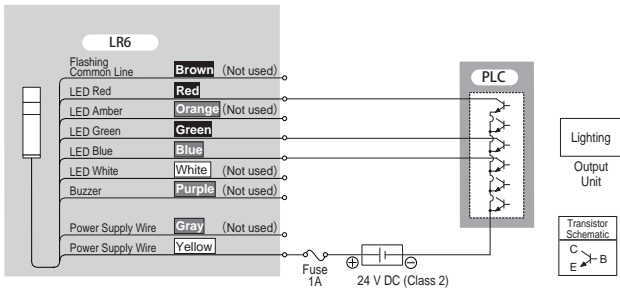 LR6
Flashing
Common Line Brown (Not used)
LED Red Red
LED Amber Orange (Not used)
LED Green Green
LED Blue Blue
LED White White (Not used)
Buzzer Purple (Not used)
Power Supply Wire Gray (Not used)
Power Supply Wire Yellow
Fuse
1A
⊕ ⊖
24 V DC (Class 2)
PLC
Lighting
Output
Unit
Transistor
Schematic
C
B
E